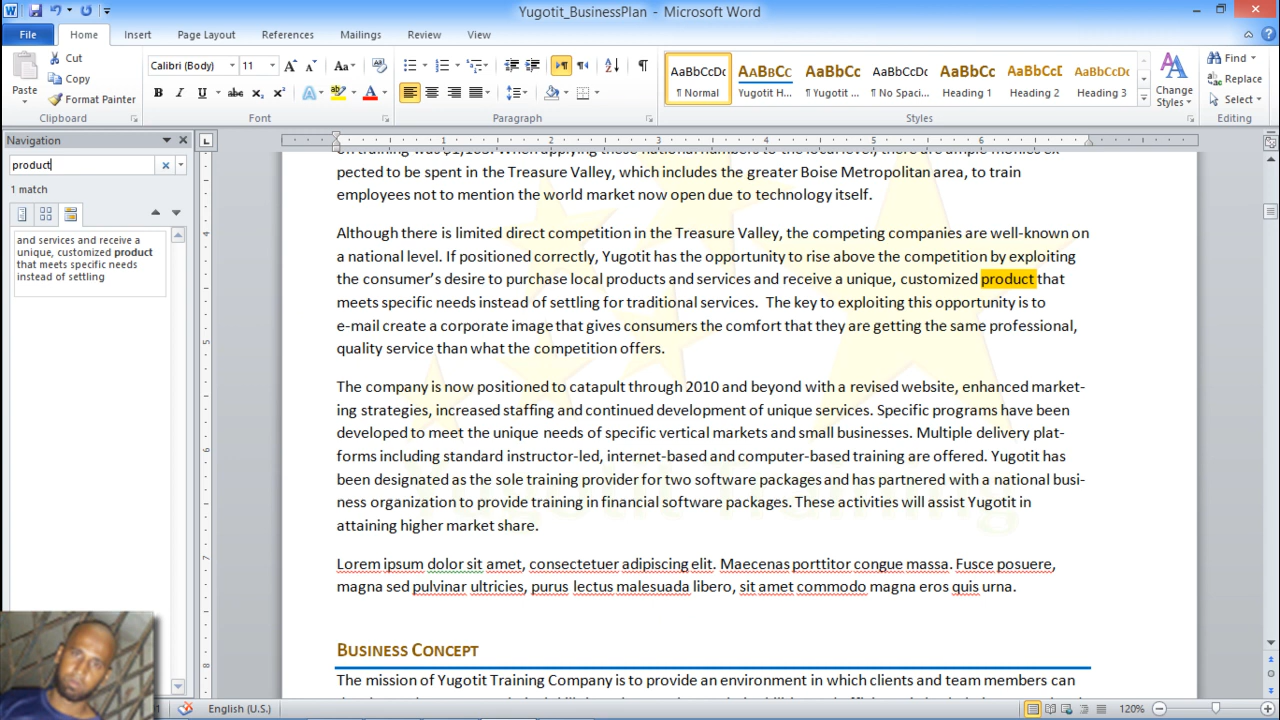 Yugotit_BusinessPlan - Microsoft Word
File Home Insert Page Layout References Mailings Review View
Cut
Copy
Format Painter
Paste
Calibri (Body) 11
AaBbCcDc AABBCC AaBbCc AaBbCcDc AaBbCc AaBbCcD AaBbCcDc
¶ Normal Yugotit H... ¶ Yugotit ... ¶ No Spaci... Heading 1 Heading 2 Heading 3
Change
Styles
Find
Replace
Select
Clipboard Font Paragraph Styles Editing
Navigation
product
1 match
and services and receive a
unique, customized product
that meets specific needs
instead of settling
1 2 3 4 5 6
4
5
6
7
8
pected to be spent in the Treasure Valley, which includes the greater Boise Metropolitan area, to train
employees not to mention the world market now open due to technology itself.
Although there is limited direct competition in the Treasure Valley, the competing companies are well-known on
a national level. If positioned correctly, Yugotit has the opportunity to rise above the competition by exploiting
the consumer’s desire to purchase local products and services and receive a unique, customized product that
meets specific needs instead of settling for traditional services.  The key to exploiting this opportunity is to
e-mail create a corporate image that gives consumers the comfort that they are getting the same professional,
quality service than what the competition offers.
The company is now positioned to catapult through 2010 and beyond with a revised website, enhanced market-
ing strategies, increased staffing and continued development of unique services. Specific programs have been
developed to meet the unique needs of specific vertical markets and small businesses. Multiple delivery plat-
forms including standard instructor-led, internet-based and computer-based training are offered. Yugotit has
been designated as the sole training provider for two software packages and has partnered with a national busi-
ness organization to provide training in financial software packages. These activities will assist Yugotit in
attaining higher market share.
Lorem ipsum dolor sit amet, consectetuer adipiscing elit. Maecenas porttitor congue massa. Fusce posuere,
magna sed pulvinar ultricies, purus lectus malesuada libero, sit amet commodo magna eros quis urna.
BUSINESS CONCEPT
The mission of Yugotit Training Company is to provide an environment in which clients and team members can
English (U.S.)
120%